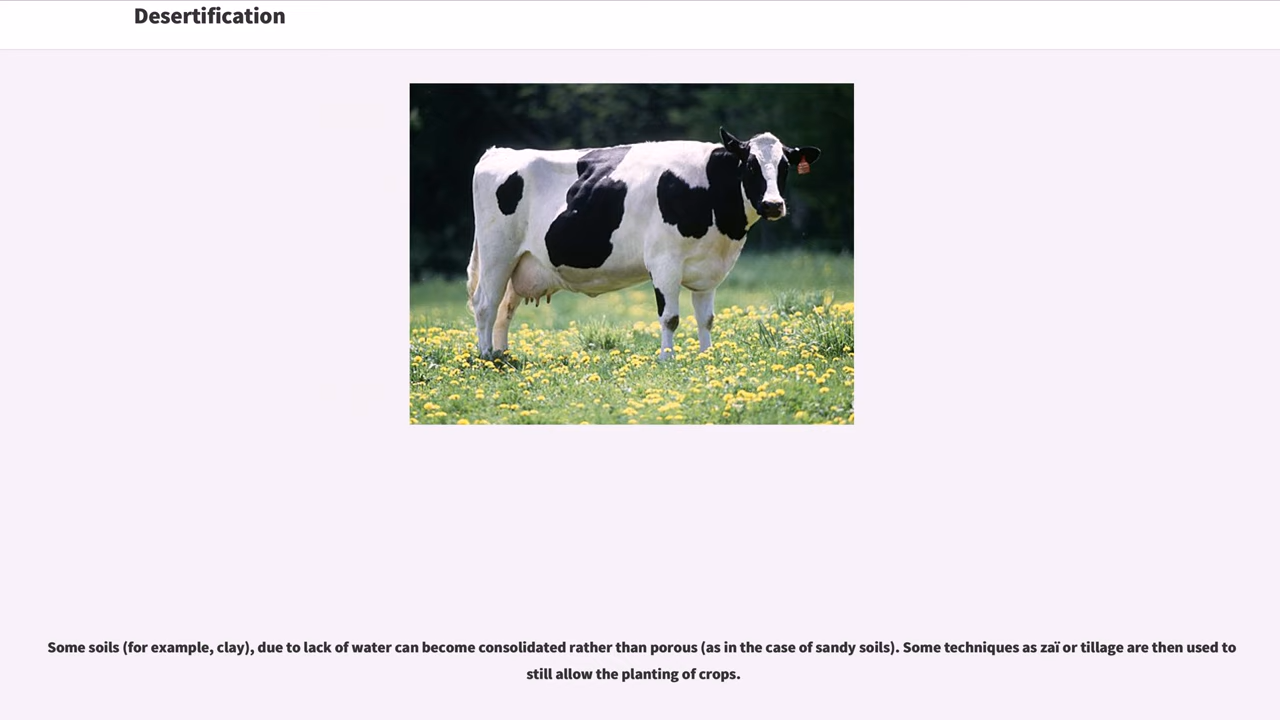 Desertification
Some soils (for example, clay), due to lack of water can become consolidated rather than porous (as in the case of sandy soils). Some techniques as zaï or tillage are then used to
still allow the planting of crops.